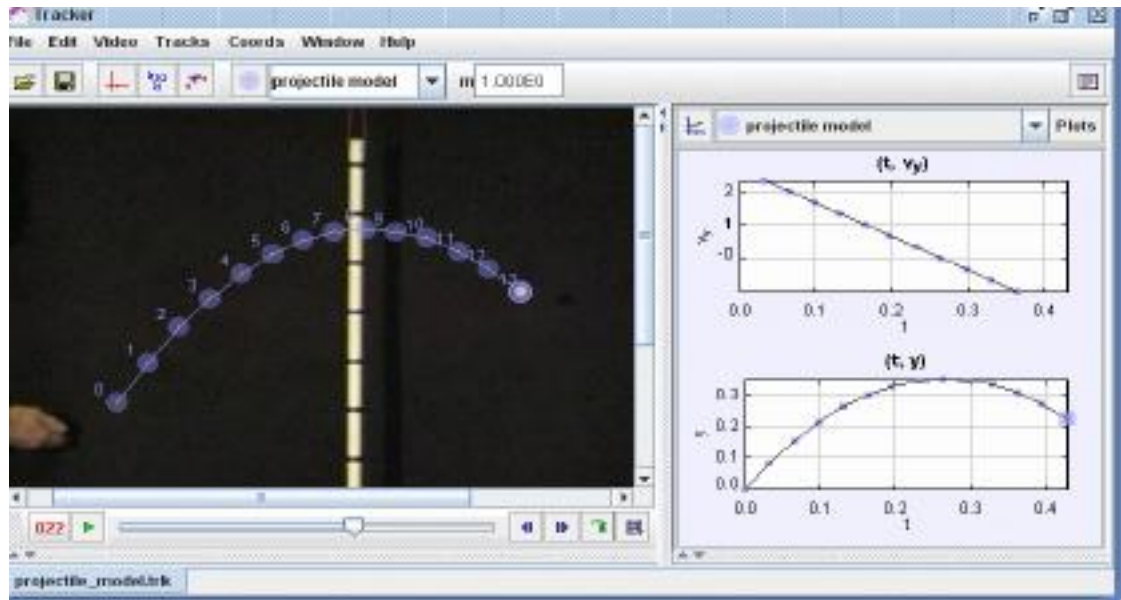 Tracker
File Edit Video Tracks Coords Window Help
projectile model m 1.000E0
projectile model Plots
0 1 2 3 4 5 6 7 9 10 11 12 13
(t, vy)
2
1
-0
vy
0.0 0.1 0.2 0.3 0.4
t
(t, y)
0.3
0.2
0.1
0.0
0.0 0.1 0.2 0.3 0.4
t
022
projectile_model.trk